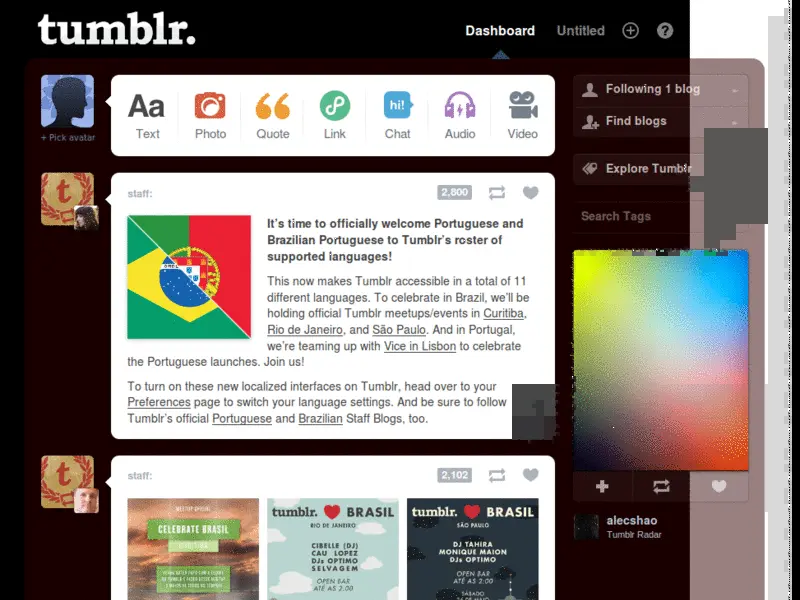 tumblr.
Dashboard
Untitled
Aa
Text
Photo
Quote
Link
hi!
Chat
Audio
Video
+ Pick avatar
Following 1 blog
Find blogs
Explore Tumblr
Search Tags
staff:
2,800
It's time to officially welcome Portuguese and
Brazilian Portuguese to Tumblr's roster of
supported languages!
This now makes Tumblr accessible in a total of 11
different languages. To celebrate in Brazil, we'll be
holding official Tumblr meetups/events in Curitiba,
Rio de Janeiro, and São Paulo. And in Portugal,
we're teaming up with Vice in Lisbon to celebrate
the Portuguese launches. Join us!
To turn on these new localized interfaces on Tumblr, head over to your
Preferences page to switch your language settings. And be sure to follow
Tumblr's official Portuguese and Brazilian Staff Blogs, too.
alecshao
Tumblr Radar
staff:
2,102
CELEBRATE BRASIL
tumblr. BRASIL
RIO DE JANEIRO
CIBELLE (DJ)
CAU LOPEZ
DJs OPTIMO
SELVAGEM
OPEN BAR
ATÉ AS 2:00
tumblr. BRASIL
SÃO PAULO
DJ TAHIRA
MONIQUE MAION
DJs OPTIMO
OPEN BAR
ATÉ AS 2:00
SÁBADO